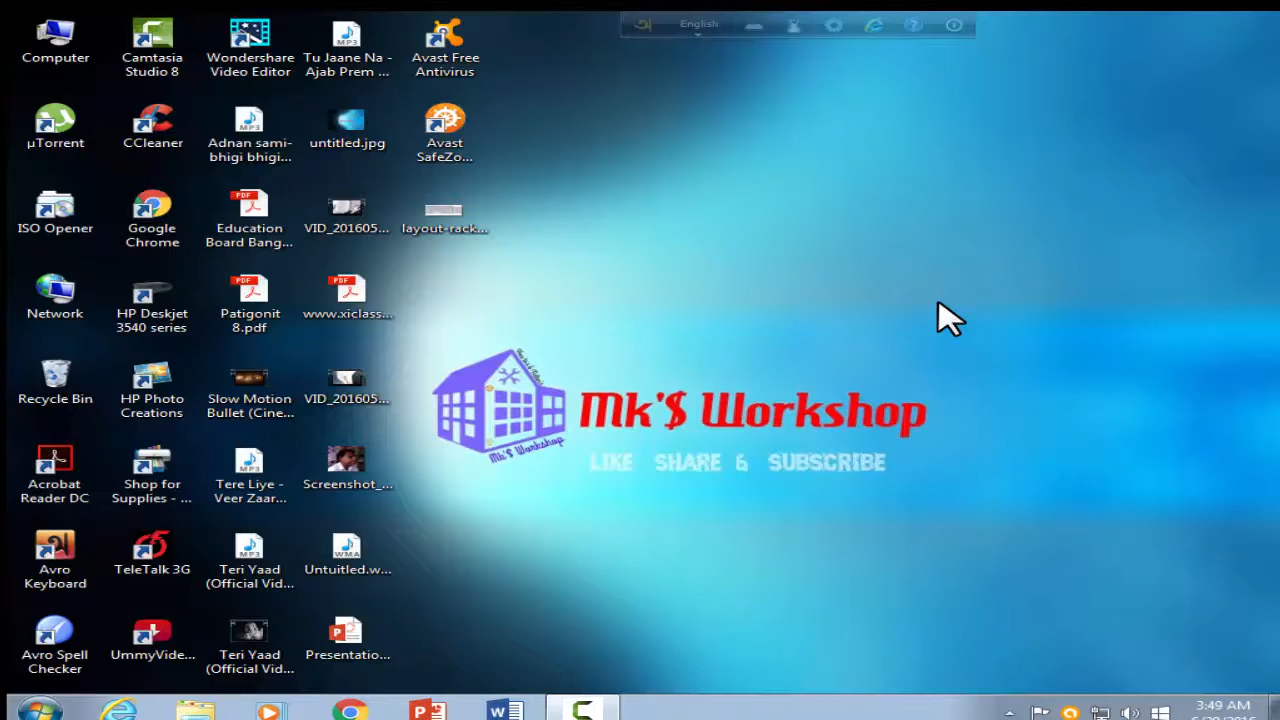 English
Computer
Camtasia
Studio 8
Wondershare
Video Editor
Tu Jaane Na -
Ajab Prem ...
Avast Free
Antivirus
µTorrent
CCleaner
Adnan sami-
bhigi bhigi...
untitled.jpg
Avast
SafeZo...
ISO Opener
Google
Chrome
Education
Board Bang...
VID_201605...
layout-rack...
Network
HP Deskjet
3540 series
Patigonit
8.pdf
www.xiclass...
Recycle Bin
HP Photo
Creations
Slow Motion
Bullet (Cine...
VID_201605...
Mk'$ Workshop
Mk'$ Workshop
LIKE SHARE & SUBSCRIBE
Acrobat
Reader DC
Shop for
Supplies - ...
Tere Liye -
Veer Zaar...
Screenshot_...
Avro
Keyboard
TeleTalk 3G
Teri Yaad
(Official Vid...
Untuitled.w...
Avro Spell
Checker
UmmyVide...
Teri Yaad
(Official Vid...
Presentatio...
3:49 AM